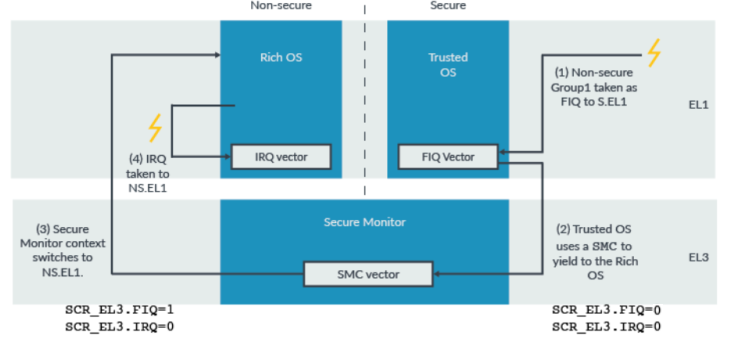 Non-secure
Secure
Rich OS
Trusted
OS
(1) Non-secure
Group1 taken as
FIQ to S.EL1
EL1
(4) IRQ
taken to
NS.EL1
IRQ vector
FIQ Vector
(3) Secure
Monitor context
switches to
NS.EL1.
Secure Monitor
SMC vector
(2) Trusted OS
uses a SMC to
yield to the Rich
OS
EL3
SCR_EL3.FIQ=1
SCR_EL3.IRQ=0
SCR_EL3.FIQ=0
SCR_EL3.IRQ=0